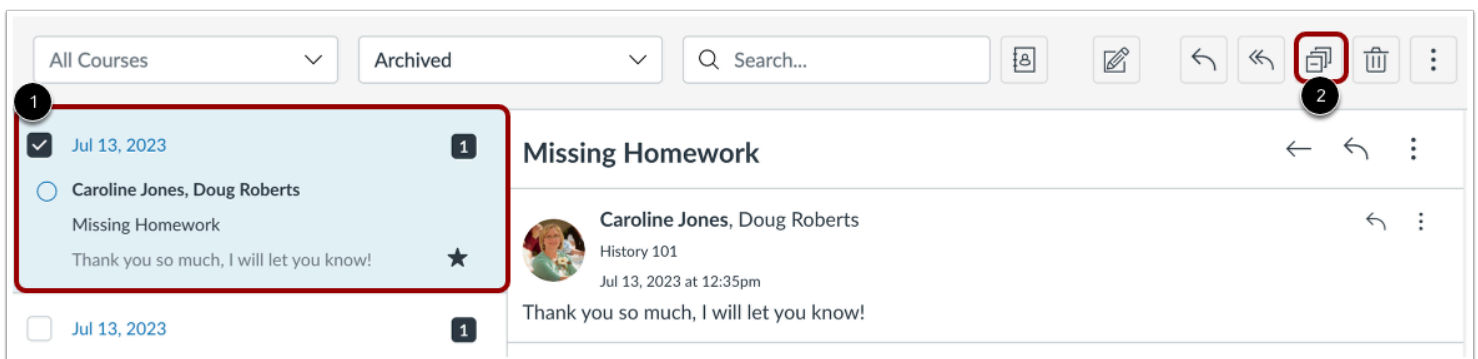 All Courses
Archived
Search...
1
2
Jul 13, 2023
1
Caroline Jones, Doug Roberts
Missing Homework
Thank you so much, I will let you know!
Jul 13, 2023
1
Missing Homework
Caroline Jones, Doug Roberts
History 101
Jul 13, 2023 at 12:35pm
Thank you so much, I will let you know!